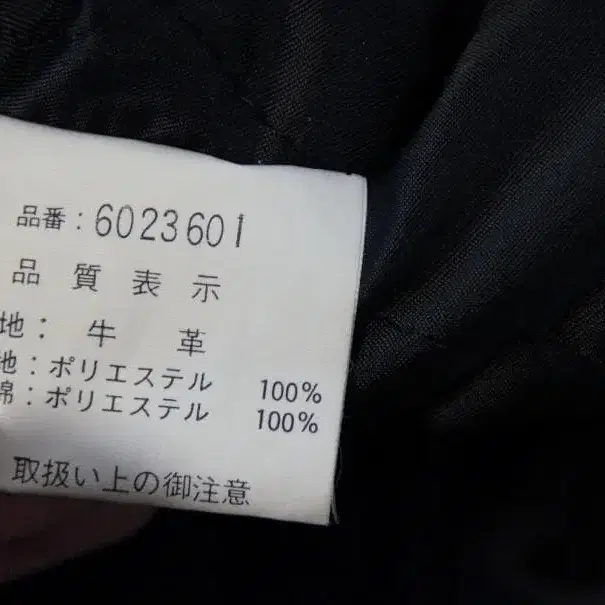 品番：6023601
品質表示
地：牛 革
地：ポリエステル 100%
綿：ポリエステル 100%
取扱い上の御注意